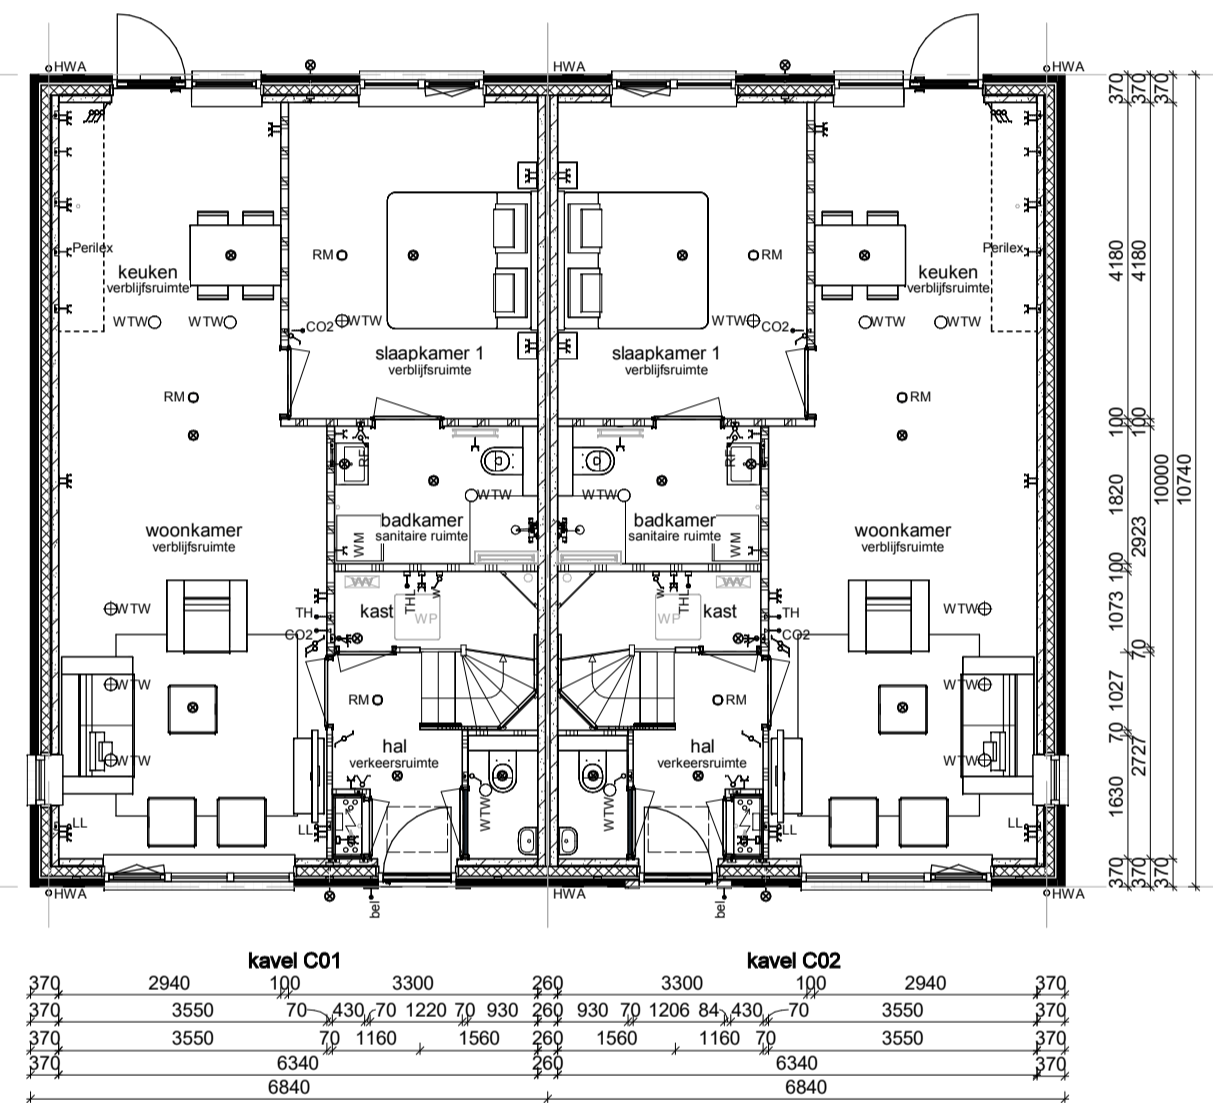 HWA HWA HWA
Perilex RM RM Perilex
keuken keuken
verblijfsruimte verblijfsruimte
WTW WTW WTW WTW WTW WTW
CO2 CO2
slaapkamer 1 slaapkamer 1
verblijfsruimte verblijfsruimte
RM RM
RF RF
WTW WTW
badkamer badkamer
sanitaire ruimte sanitaire ruimte
woonkamer woonkamer
verblijfsruimte verblijfsruimte
WM WM
W W
kast THL WP WP THL kast
WTW TH TH WTW
CO2 CO2
WTW WTW
RM RM
hal hal
verkeersruimte verkeersruimte
WTW WTW
WTW WTW
LL LL LL LL
HWA HWA HWA
bel bel
370 370 370
4180 4180
100 100
1820 2923 10000 10740
100
1073
70 70
1027
70 2727
1630
370 370 370
kavel C01 kavel C02
370 2940 100 3300 260 3300 100 2940 370
370 3550 70 430 70 1220 70 930 260 930 70 1206 84 430 70 3550 370
370 3550 70 1160 1560 260 1560 1160 70 3550 370
370 6340 260 6340 370
6840 6840